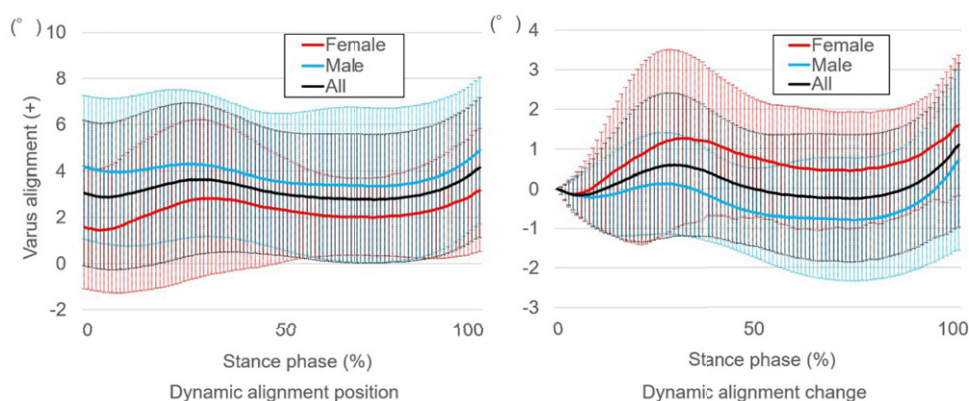 (° )
10
8
6
4
2
0
-2
Varus alignment (+)
Female
Male
All
0
50
100
Stance phase (%)
Dynamic alignment position
(° )
4
3
2
1
0
-1
-2
-3
Female
Male
All
0
50
100
Stance phase (%)
Dynamic alignment change